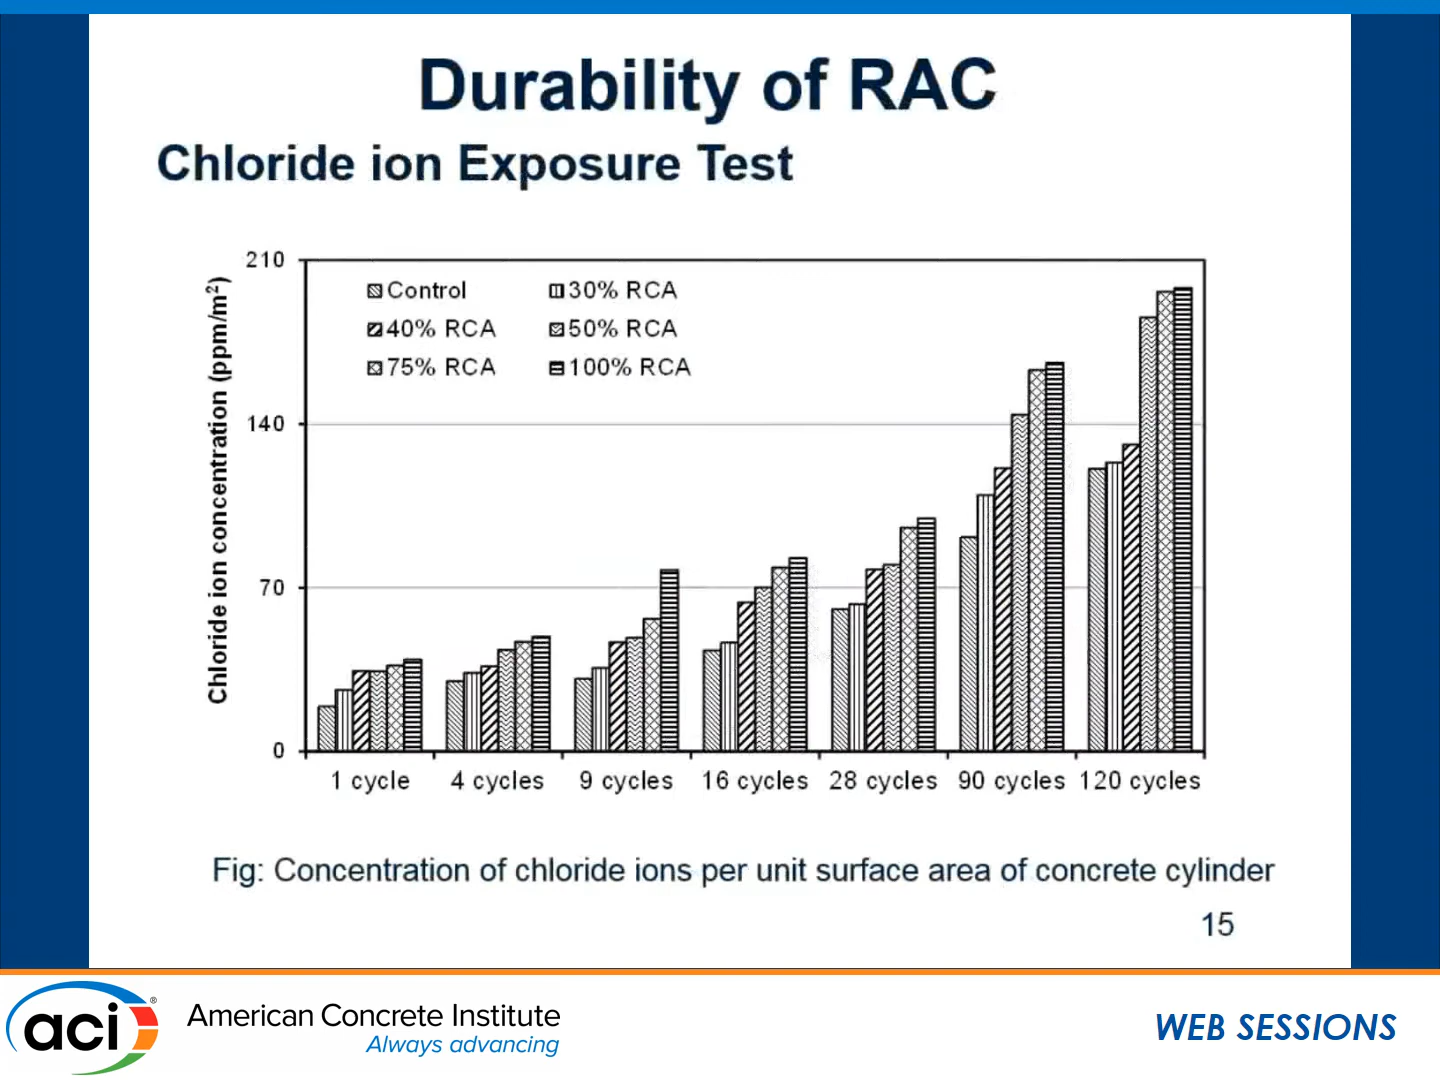 Durability of RAC
Chloride ion Exposure Test
Chloride ion concentration (ppm/m²)
210
140
70
0
Control
30% RCA
40% RCA
50% RCA
75% RCA
100% RCA
1 cycle
4 cycles
9 cycles
16 cycles
28 cycles
90 cycles
120 cycles
Fig: Concentration of chloride ions per unit surface area of concrete cylinder
15
aci®
American Concrete Institute
Always advancing
WEB SESSIONS